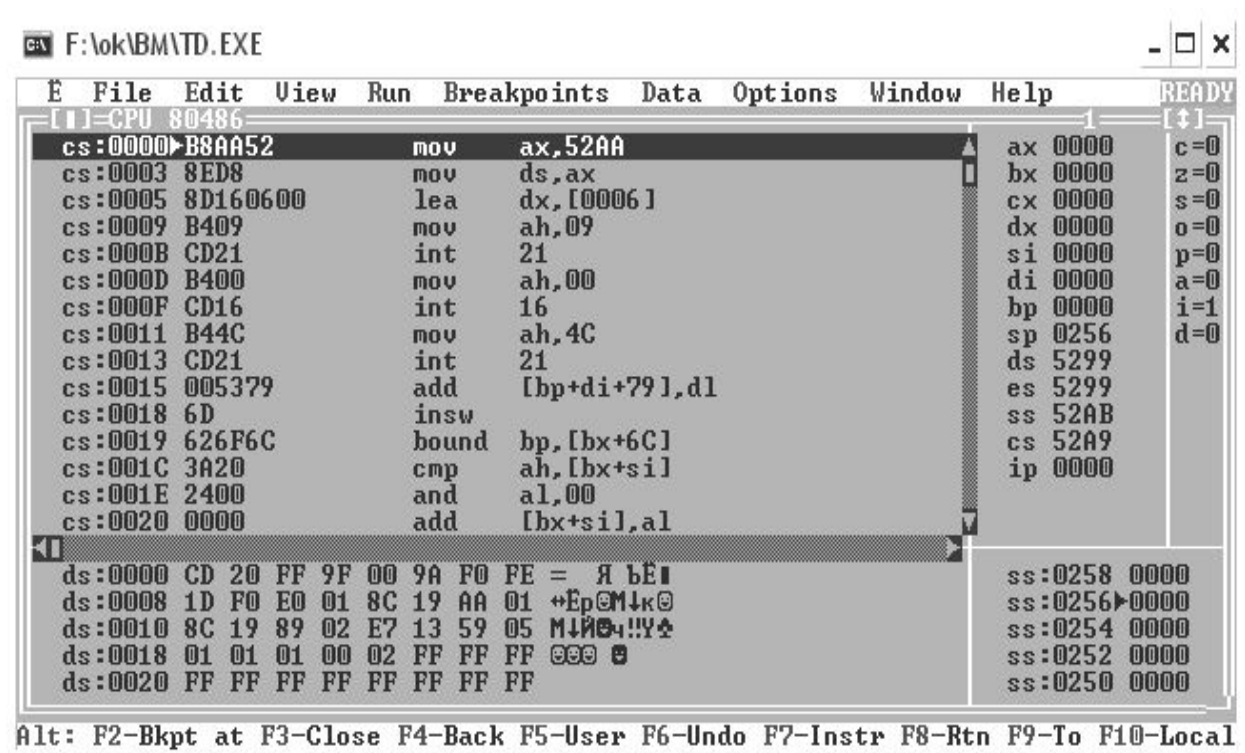 F:\ok\BM\TD.EXE
Ё File Edit View Run Breakpoints Data Options Window Help READY
CPU 80486 1
cs:0000 B8AA52 mov ax,52AA ax 0000 c=0
cs:0003 8ED8 mov ds,ax bx 0000 z=0
cs:0005 8D160600 lea dx,[0006] cx 0000 s=0
cs:0009 B409 mov ah,09 dx 0000 o=0
cs:000B CD21 int 21 si 0000 p=0
cs:000D B400 mov ah,00 di 0000 a=0
cs:000F CD16 int 16 bp 0000 i=1
cs:0011 B44C mov ah,4C sp 0256 d=0
cs:0013 CD21 int 21 ds 5299
cs:0015 005379 add [bp+di+79],dl es 5299
cs:0018 6D insw ss 52AB
cs:0019 626F6C bound bp,[bx+6C] cs 52A9
cs:001C 3A20 cmp ah,[bx+si] ip 0000
cs:001E 2400 and al,00
cs:0020 0000 add [bx+si],al
ds:0000 CD 20 FF 9F 00 9A F0 FE = Я ЪЁ■ ss:0258 0000
ds:0008 1D F0 E0 01 8C 19 AA 01 ↔Ёр☺М↓к☺ ss:0256►0000
ds:0010 8C 19 89 02 E7 13 59 05 М↓Й☻ч‼Y♣ ss:0254 0000
ds:0018 01 01 01 00 02 FF FF FF ☺☺☺ ☻ ss:0252 0000
ds:0020 FF FF FF FF FF FF FF FF ss:0250 0000
Alt: F2-Bkpt at F3-Close F4-Back F5-User F6-Undo F7-Instr F8-Rtn F9-To F10-Local